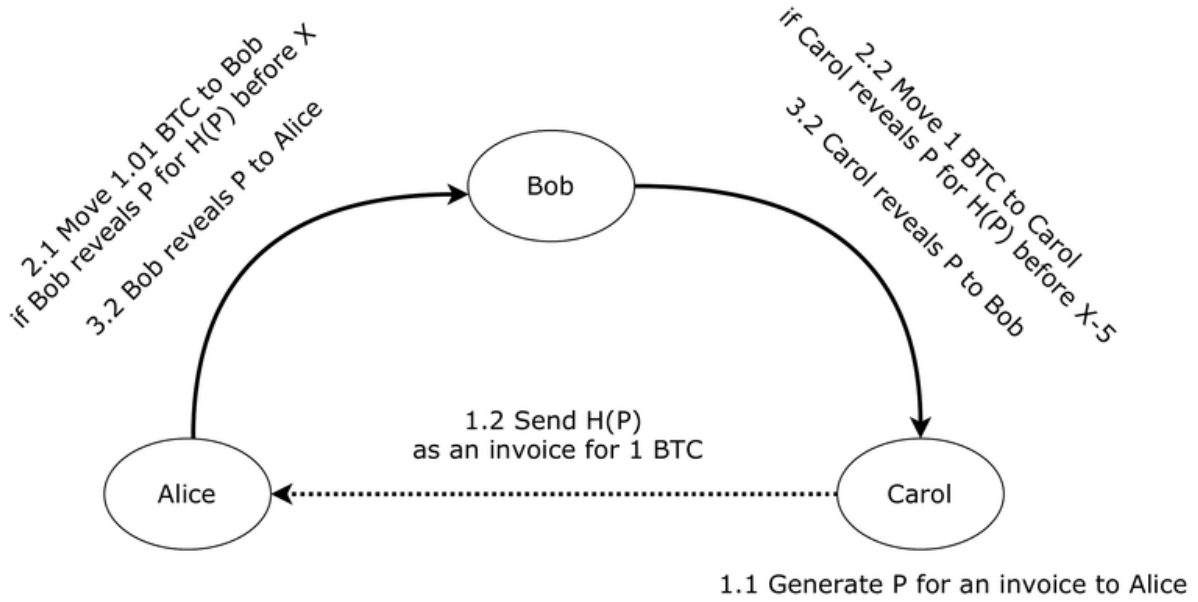 2.1 Move 1.01 BTC to Bob
if Bob reveals P for H(P) before X
3.2 Bob reveals P to Alice
2.2 Move 1 BTC to Carol
if Carol reveals P for H(P) before X-5
3.2 Carol reveals P to Bob
Bob
1.2 Send H(P)
as an invoice for 1 BTC
Alice
Carol
1.1 Generate P for an invoice to Alice